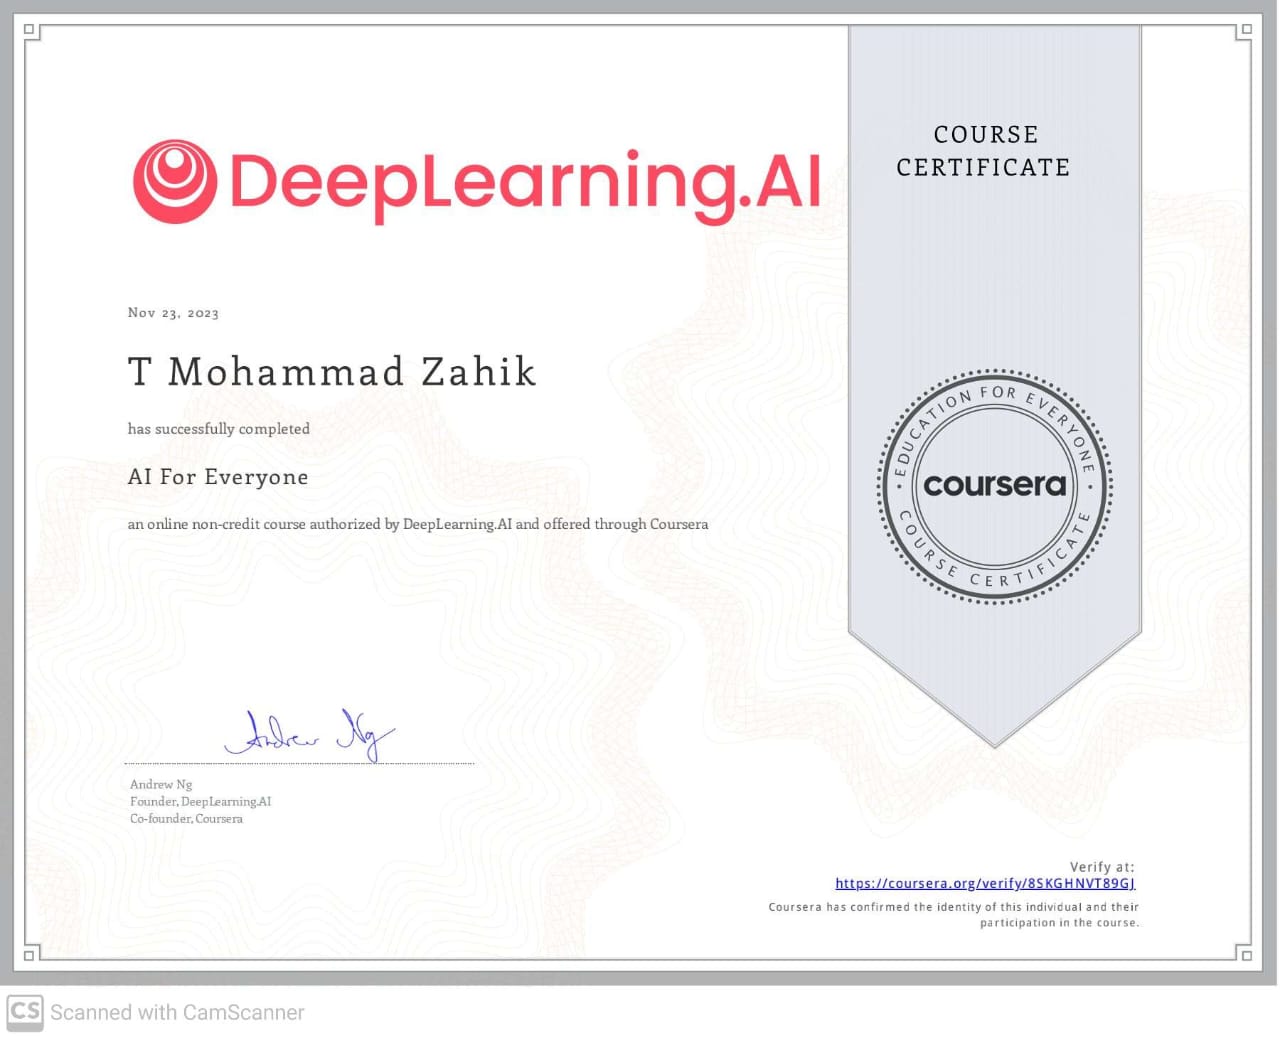 DeepLearning.AI
COURSE
CERTIFICATE
Nov 23, 2023
T Mohammad Zahik
has successfully completed
AI For Everyone
an online non-credit course authorized by DeepLearning.AI and offered through Coursera
EDUCATION FOR EVERYONE
coursera
COURSE CERTIFICATE
Andrew Ng
Andrew Ng
Founder, DeepLearning.AI
Co-founder, Coursera
Verify at:
https://coursera.org/verify/8SKGHNVT89GJ
Coursera has confirmed the identity of this individual and their
participation in the course.
CS Scanned with CamScanner